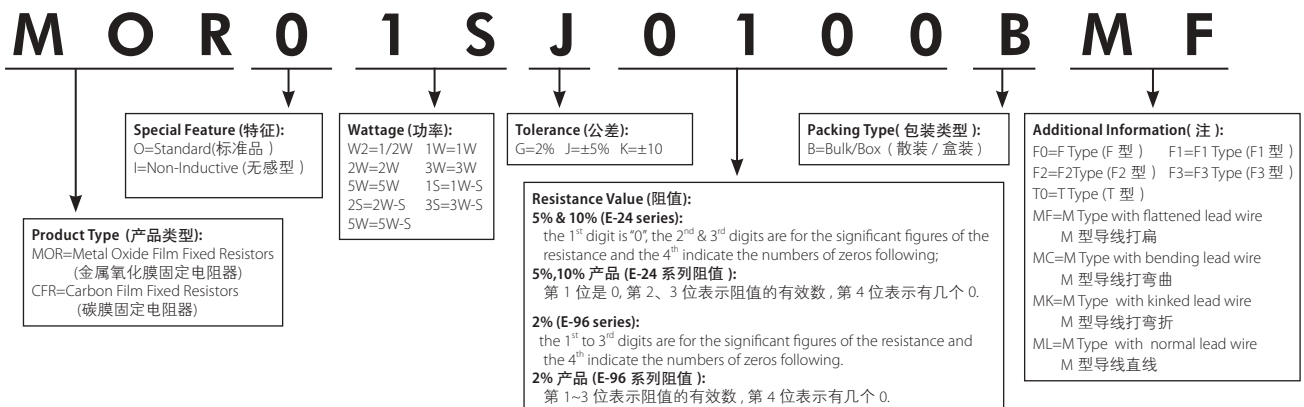 MOR01SJ0100BMF
Special Feature (特征):
O=Standard(标准品)
I=Non-Inductive (无感型)
Product Type (产品类型):
MOR=Metal Oxide Film Fixed Resistors
(金属氧化膜固定电阻器)
CFR=Carbon Film Fixed Resistors
(碳膜固定电阻器)
Wattage (功率):
W2=1/2W 1W=1W
2W=2W 3W=3W
5W=5W 1S=1W-S
2S=2W-S 3S=3W-S
5W=5W-S
Tolerance (公差):
G=2% J=±5% K=±10
Resistance Value (阻值):
5% & 10% (E-24 series):
the 1st digit is "0", the 2nd & 3rd digits are for the significant figures of the
resistance and the 4th indicate the numbers of zeros following;
5%,10% 产品 (E-24 系列阻值):
第 1 位是 0, 第 2、3 位表示阻值的有效数 , 第 4 位表示有几个 0.
2% (E-96 series):
the 1st to 3rd digits are for the significant figures of the resistance and
the 4th indicate the numbers of zeros following.
2% 产品 (E-96 系列阻值):
第 1~3 位表示阻值的有效数 , 第 4 位表示有几个 0.
Packing Type( 包装类型 ):
B=Bulk/Box ( 散装 / 盒装 )
Additional Information( 注 ):
F0=F Type (F 型 ) F1=F1 Type (F1 型 )
F2=F2Type (F2 型 ) F3=F3 Type (F3 型 )
T0=T Type (T 型 )
MF=M Type with flattened lead wire
M 型导线打扁
MC=M Type with bending lead wire
M 型导线打弯曲
MK=M Type with kinked lead wire
M 型导线打弯折
ML=M Type with normal lead wire
M 型导线直线